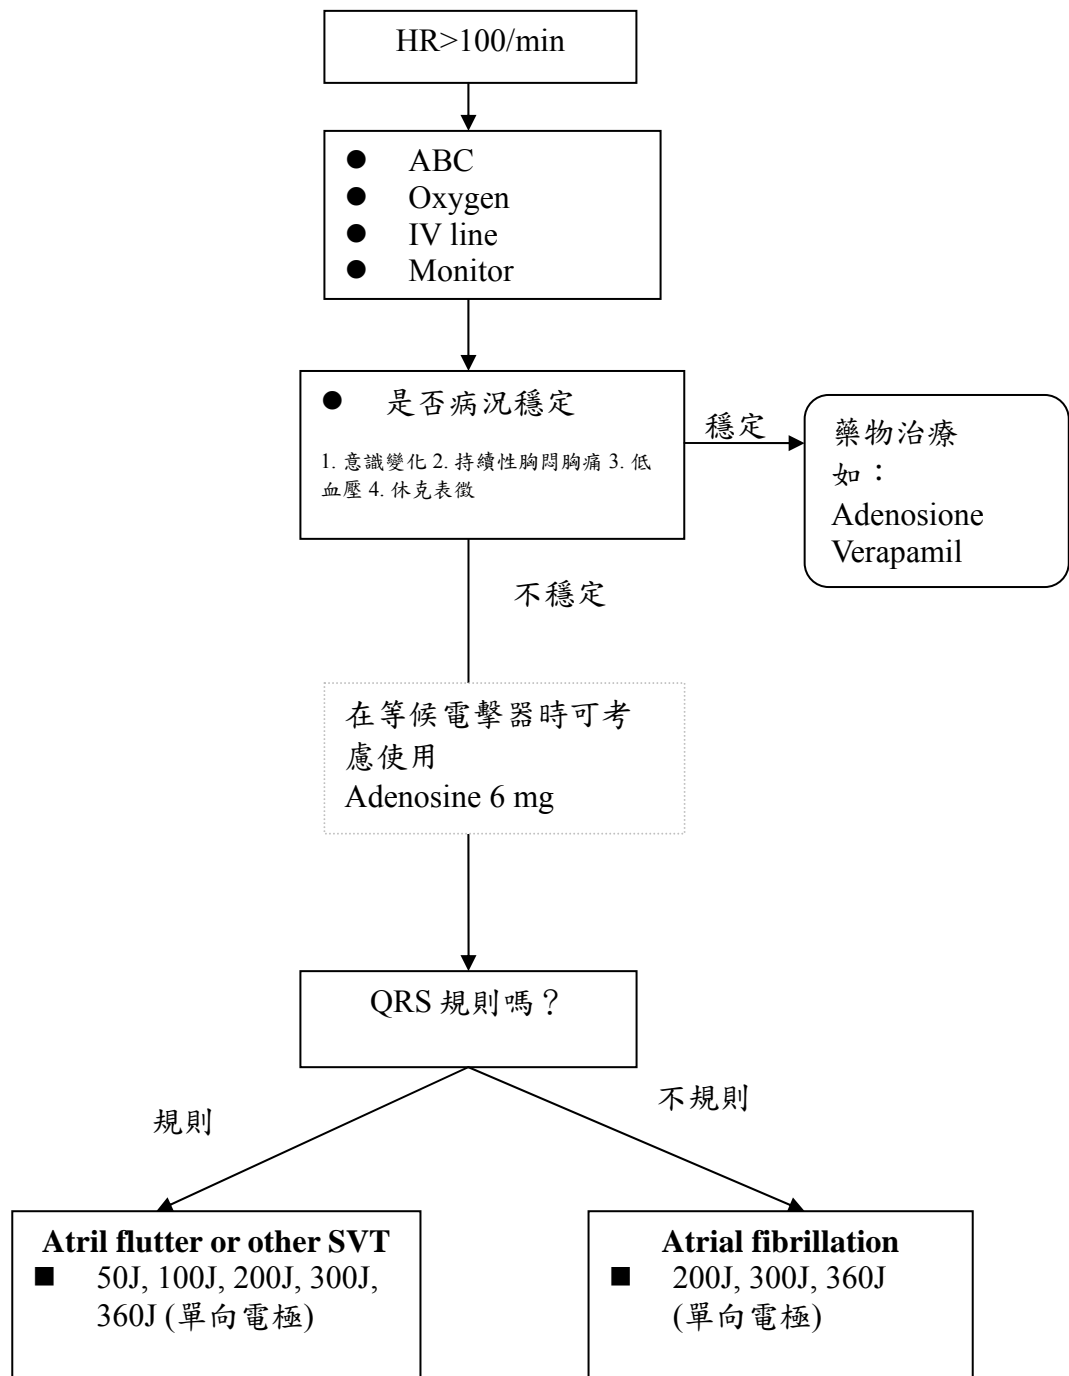 HR>100/min
● ABC
● Oxygen
● IV line
● Monitor
● 是否病況穩定
1. 意識變化 2. 持續性胸悶胸痛 3. 低
血壓 4. 休克表徵
穩定
藥物治療
如：
Adenosione
Verapamil
不穩定
在等候電擊器時可考
慮使用
Adenosine 6 mg
QRS 規則嗎？
規則
不規則
Atril flutter or other SVT
■ 50J, 100J, 200J, 300J,
360J (單向電極)
Atrial fibrillation
■ 200J, 300J, 360J
(單向電極)